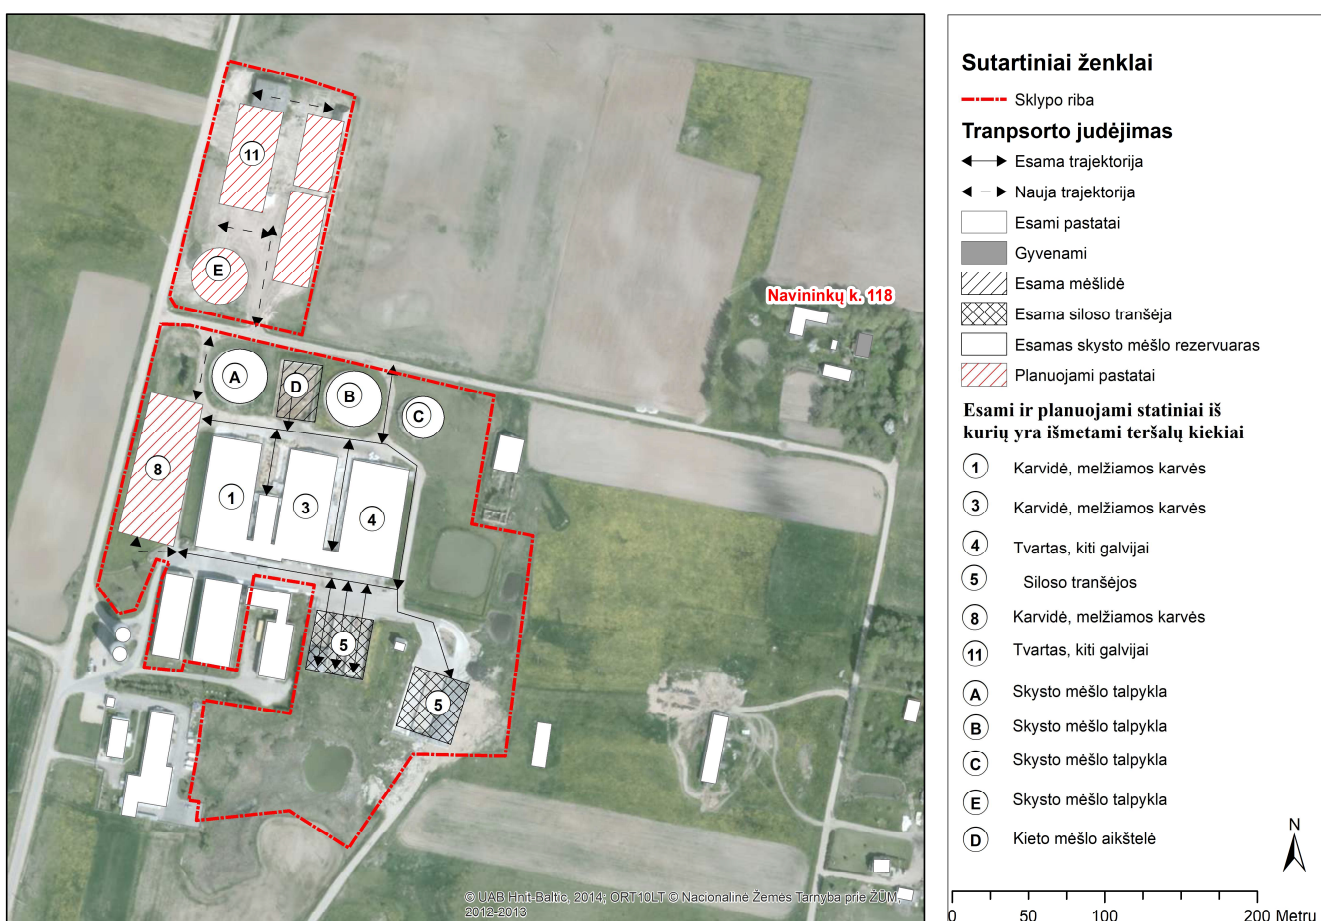 11
E
Navininkų k. 118
A
D
B
C
8
1
3
4
5
5
© UAB Hnit-Baltic, 2014; ORT10LT © Nacionalinė Žemės Tarnyba prie ŽŪM,
2012-2013
Sutartiniai ženklai
Sklypo riba
Tranpsorto judėjimas
Esama trajektorija
Nauja trajektorija
Esami pastatai
Gyvenami
Esama mėšlidė
Esama siloso tranšėja
Esamas skysto mėšlo rezervuaras
Planuojami pastatai
Esami ir planuojami statiniai iš
kurių yra išmetami teršalų kiekiai
1 Karvidė, melžiamos karvės
3 Karvidė, melžiamos karvės
4 Tvartas, kiti galvijai
5 Siloso tranšėjos
8 Karvidė, melžiamos karvės
11 Tvartas, kiti galvijai
A Skysto mėšlo talpykla
B Skysto mėšlo talpykla
C Skysto mėšlo talpykla
E Skysto mėšlo talpykla
D Kieto mėšlo aikštelė
N
0 50 100 200 Metrų